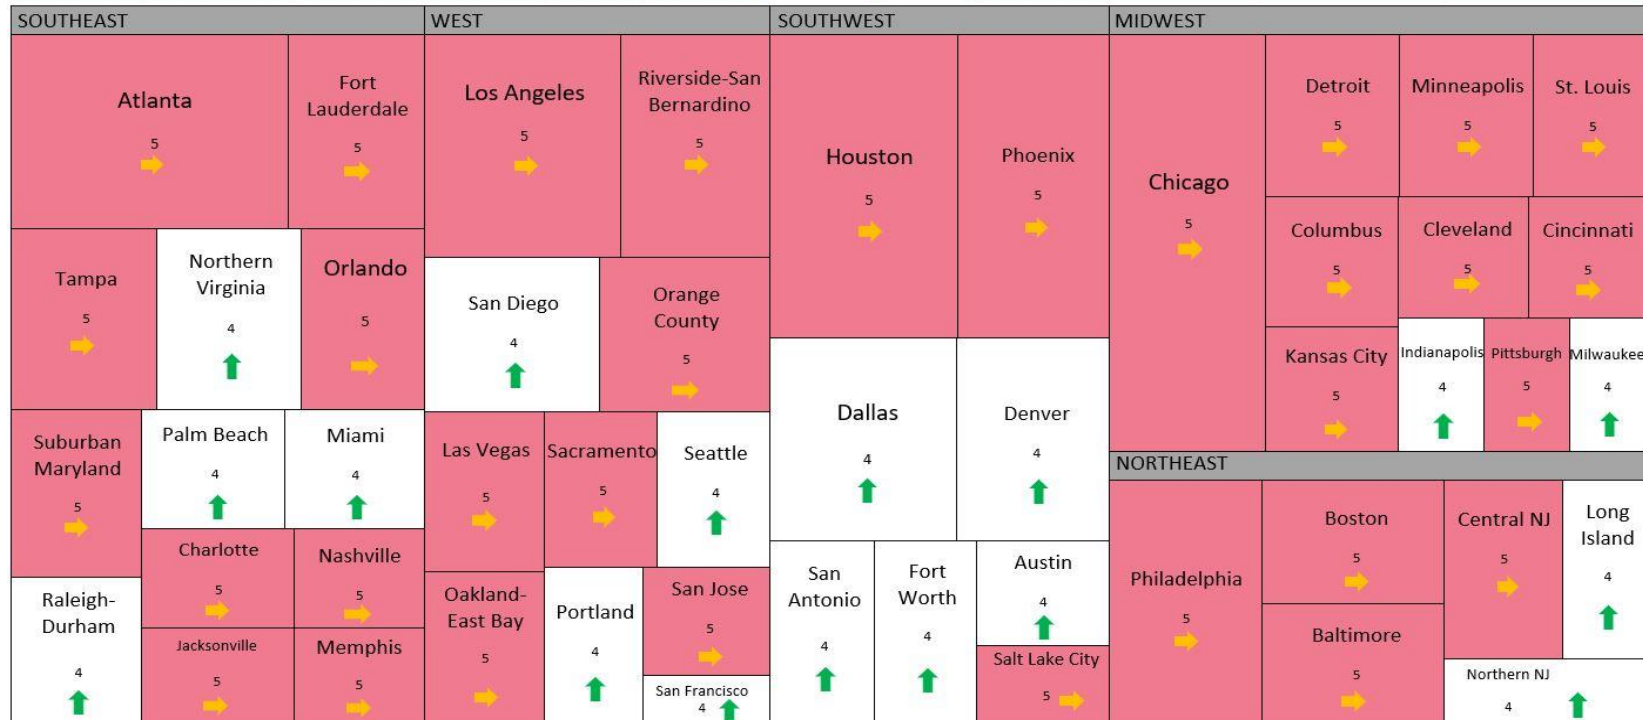 SOUTHEAST
Atlanta
5
Fort
Lauderdale
5
Tampa
5
Northern
Virginia
4
Orlando
5
Suburban
Maryland
5
Palm Beach
4
Miami
4
Charlotte
5
Nashville
5
Raleigh-
Durham
4
Jacksonville
5
Memphis
5
WEST
Los Angeles
5
Riverside-San
Bernardino
5
San Diego
4
Orange
County
5
Las Vegas
5
Sacramento
5
Seattle
4
Oakland-
East Bay
5
Portland
4
San Jose
5
San Francisco
4
SOUTHWEST
Houston
5
Phoenix
5
Dallas
4
Denver
4
San
Antonio
4
Fort
Worth
4
Austin
4
Salt Lake City
5
MIDWEST
Chicago
5
Detroit
5
Minneapolis
5
St. Louis
5
Columbus
5
Cleveland
5
Cincinnati
5
Kansas City
5
Indianapolis
4
Pittsburgh
5
Milwaukee
4
NORTHEAST
Philadelphia
5
Boston
5
Baltimore
5
Central NJ
5
Long
Island
4
Northern NJ
4